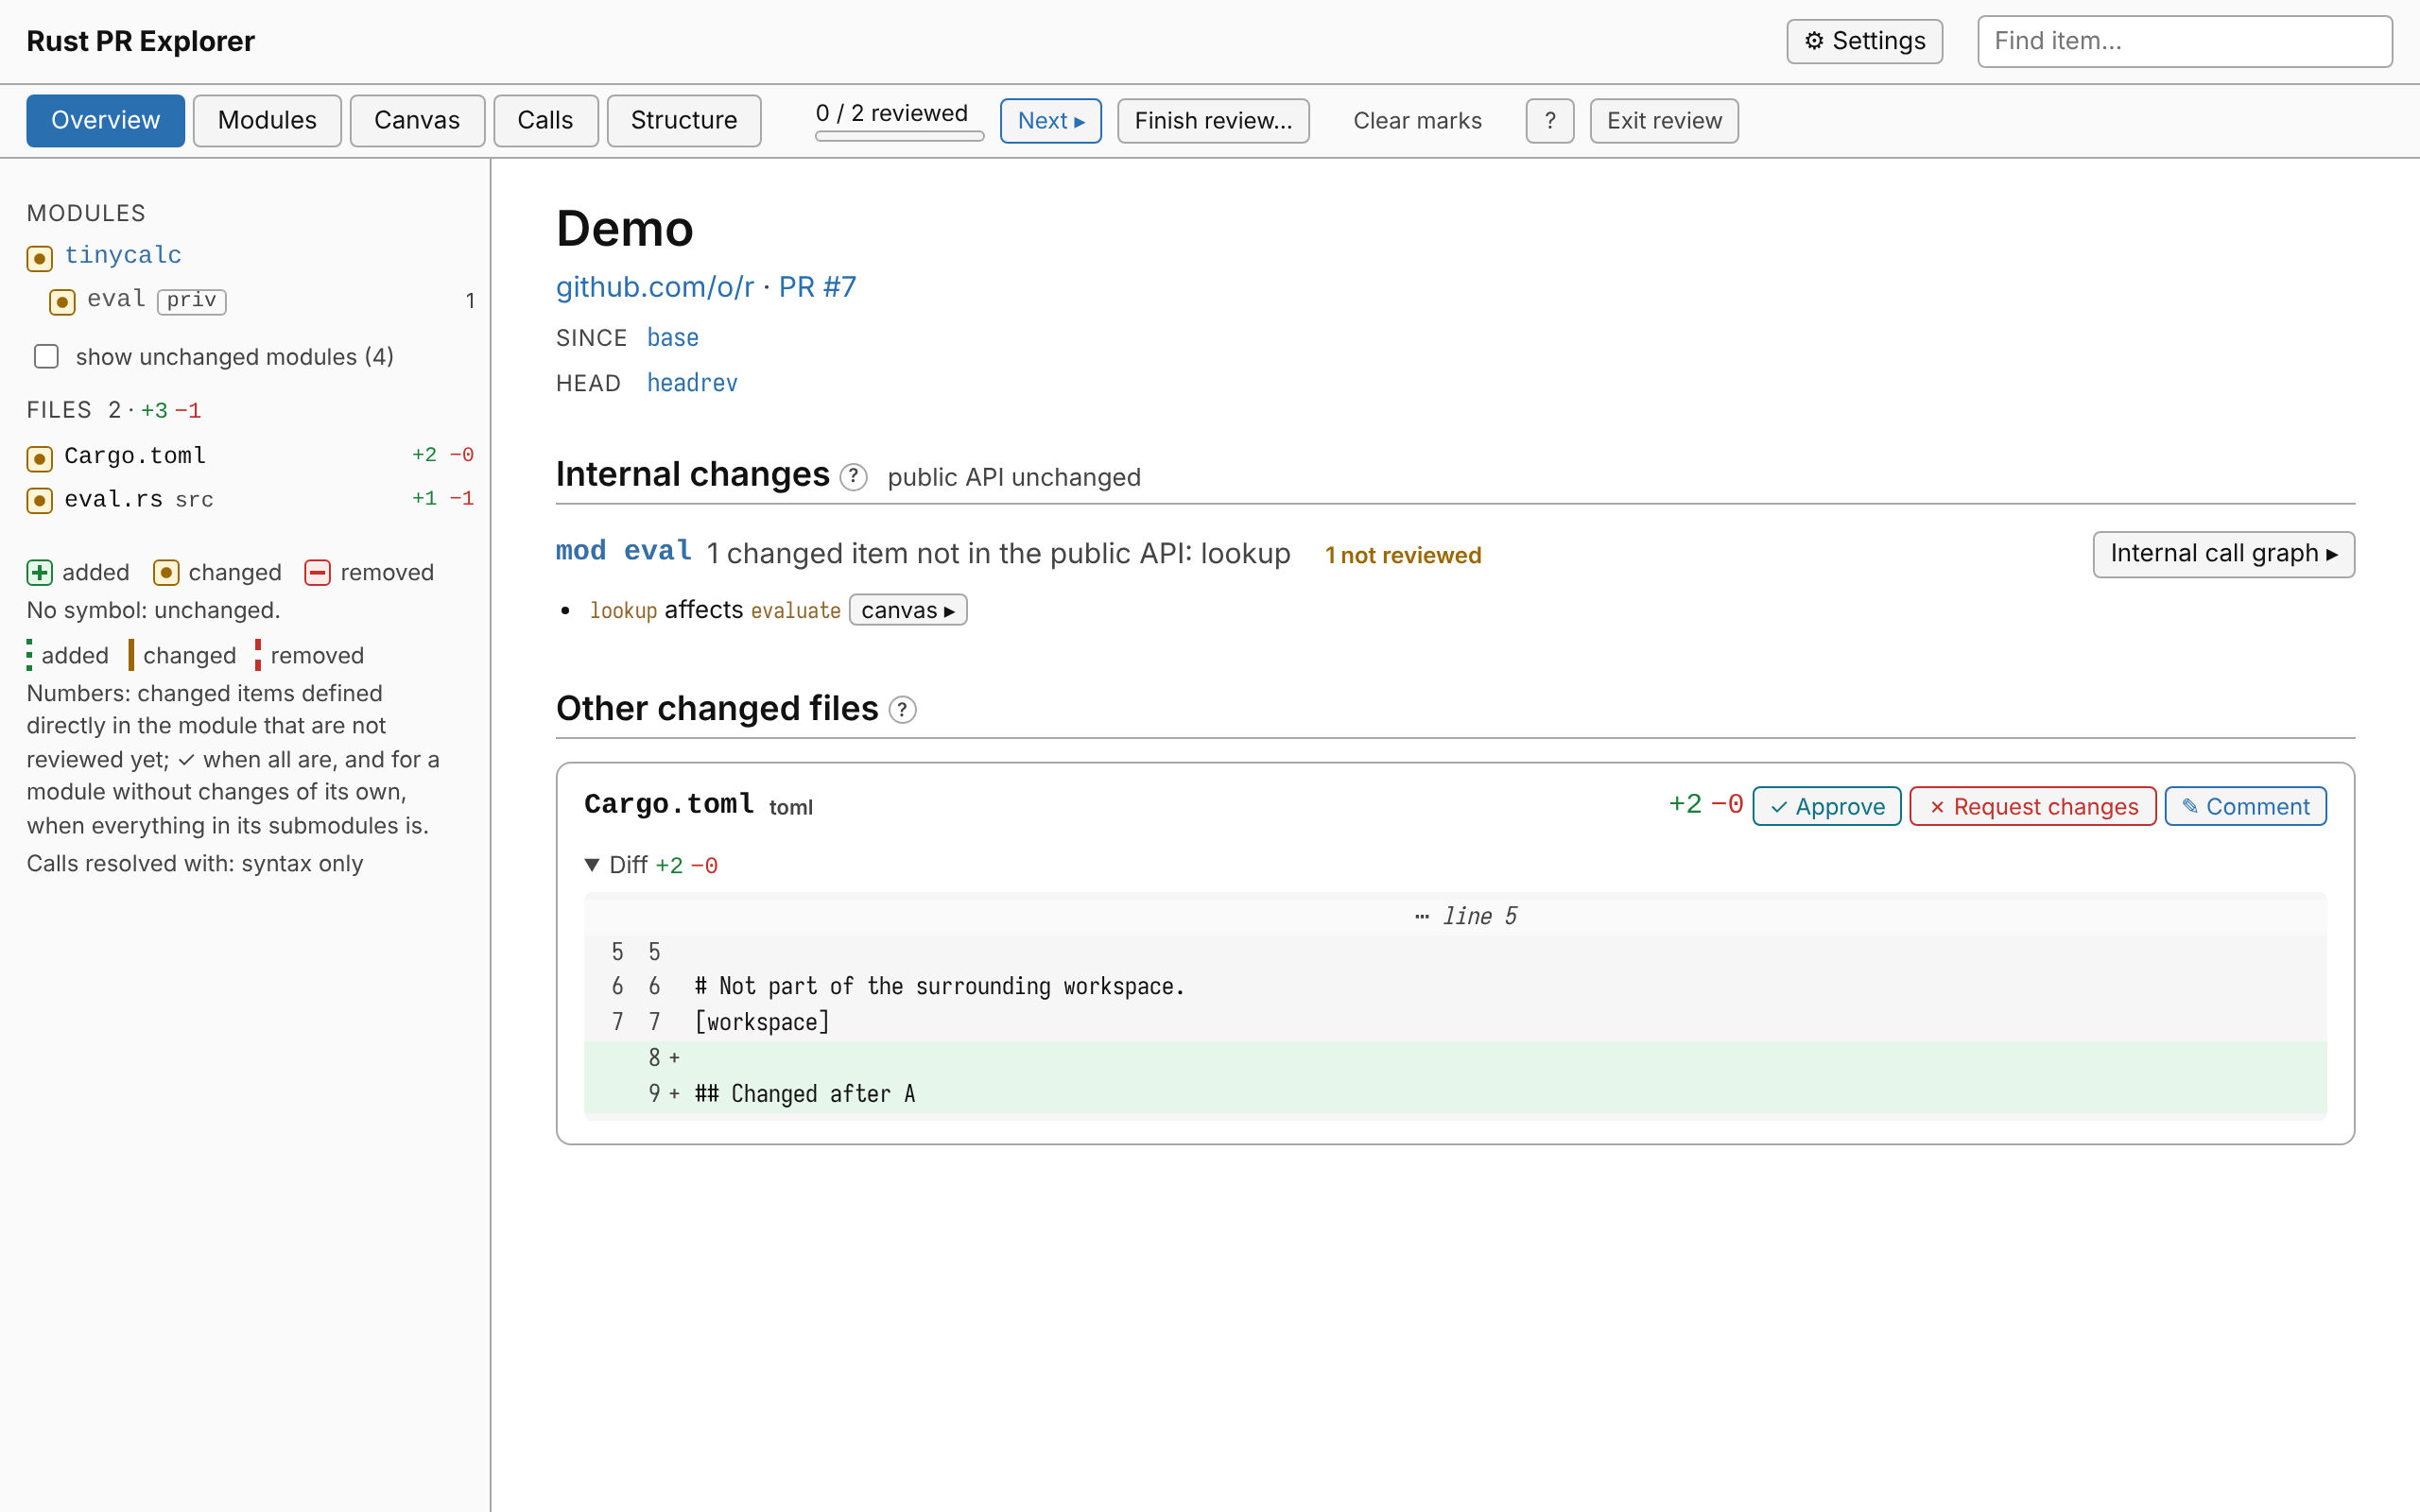 Rust PR Explorer
⚙ Settings
Find item...
Overview
Modules
Canvas
Calls
Structure
0 / 2 reviewed
Next ▸
Finish review...
Clear marks
?
Exit review
MODULES
tinycalc
eval priv 1
show unchanged modules (4)
FILES 2 · +3 −1
Cargo.toml +2 −0
eval.rs src +1 −1
added changed removed
No symbol: unchanged.
added changed removed
Numbers: changed items defined
directly in the module that are not
reviewed yet; ✓ when all are, and for a
module without changes of its own,
when everything in its submodules is.
Calls resolved with: syntax only
Demo
github.com/o/r · PR #7
SINCE base
HEAD headrev
Internal changes ? public API unchanged
mod eval 1 changed item not in the public API: lookup 1 not reviewed Internal call graph ▸
• lookup affects evaluate canvas ▸
Other changed files ?
Cargo.toml toml +2 −0 ✓ Approve ✕ Request changes ✎ Comment
▼ Diff +2 −0
⋯ line 5
5 5
6 6 # Not part of the surrounding workspace.
7 7 [workspace]
8 +
9 + ## Changed after A